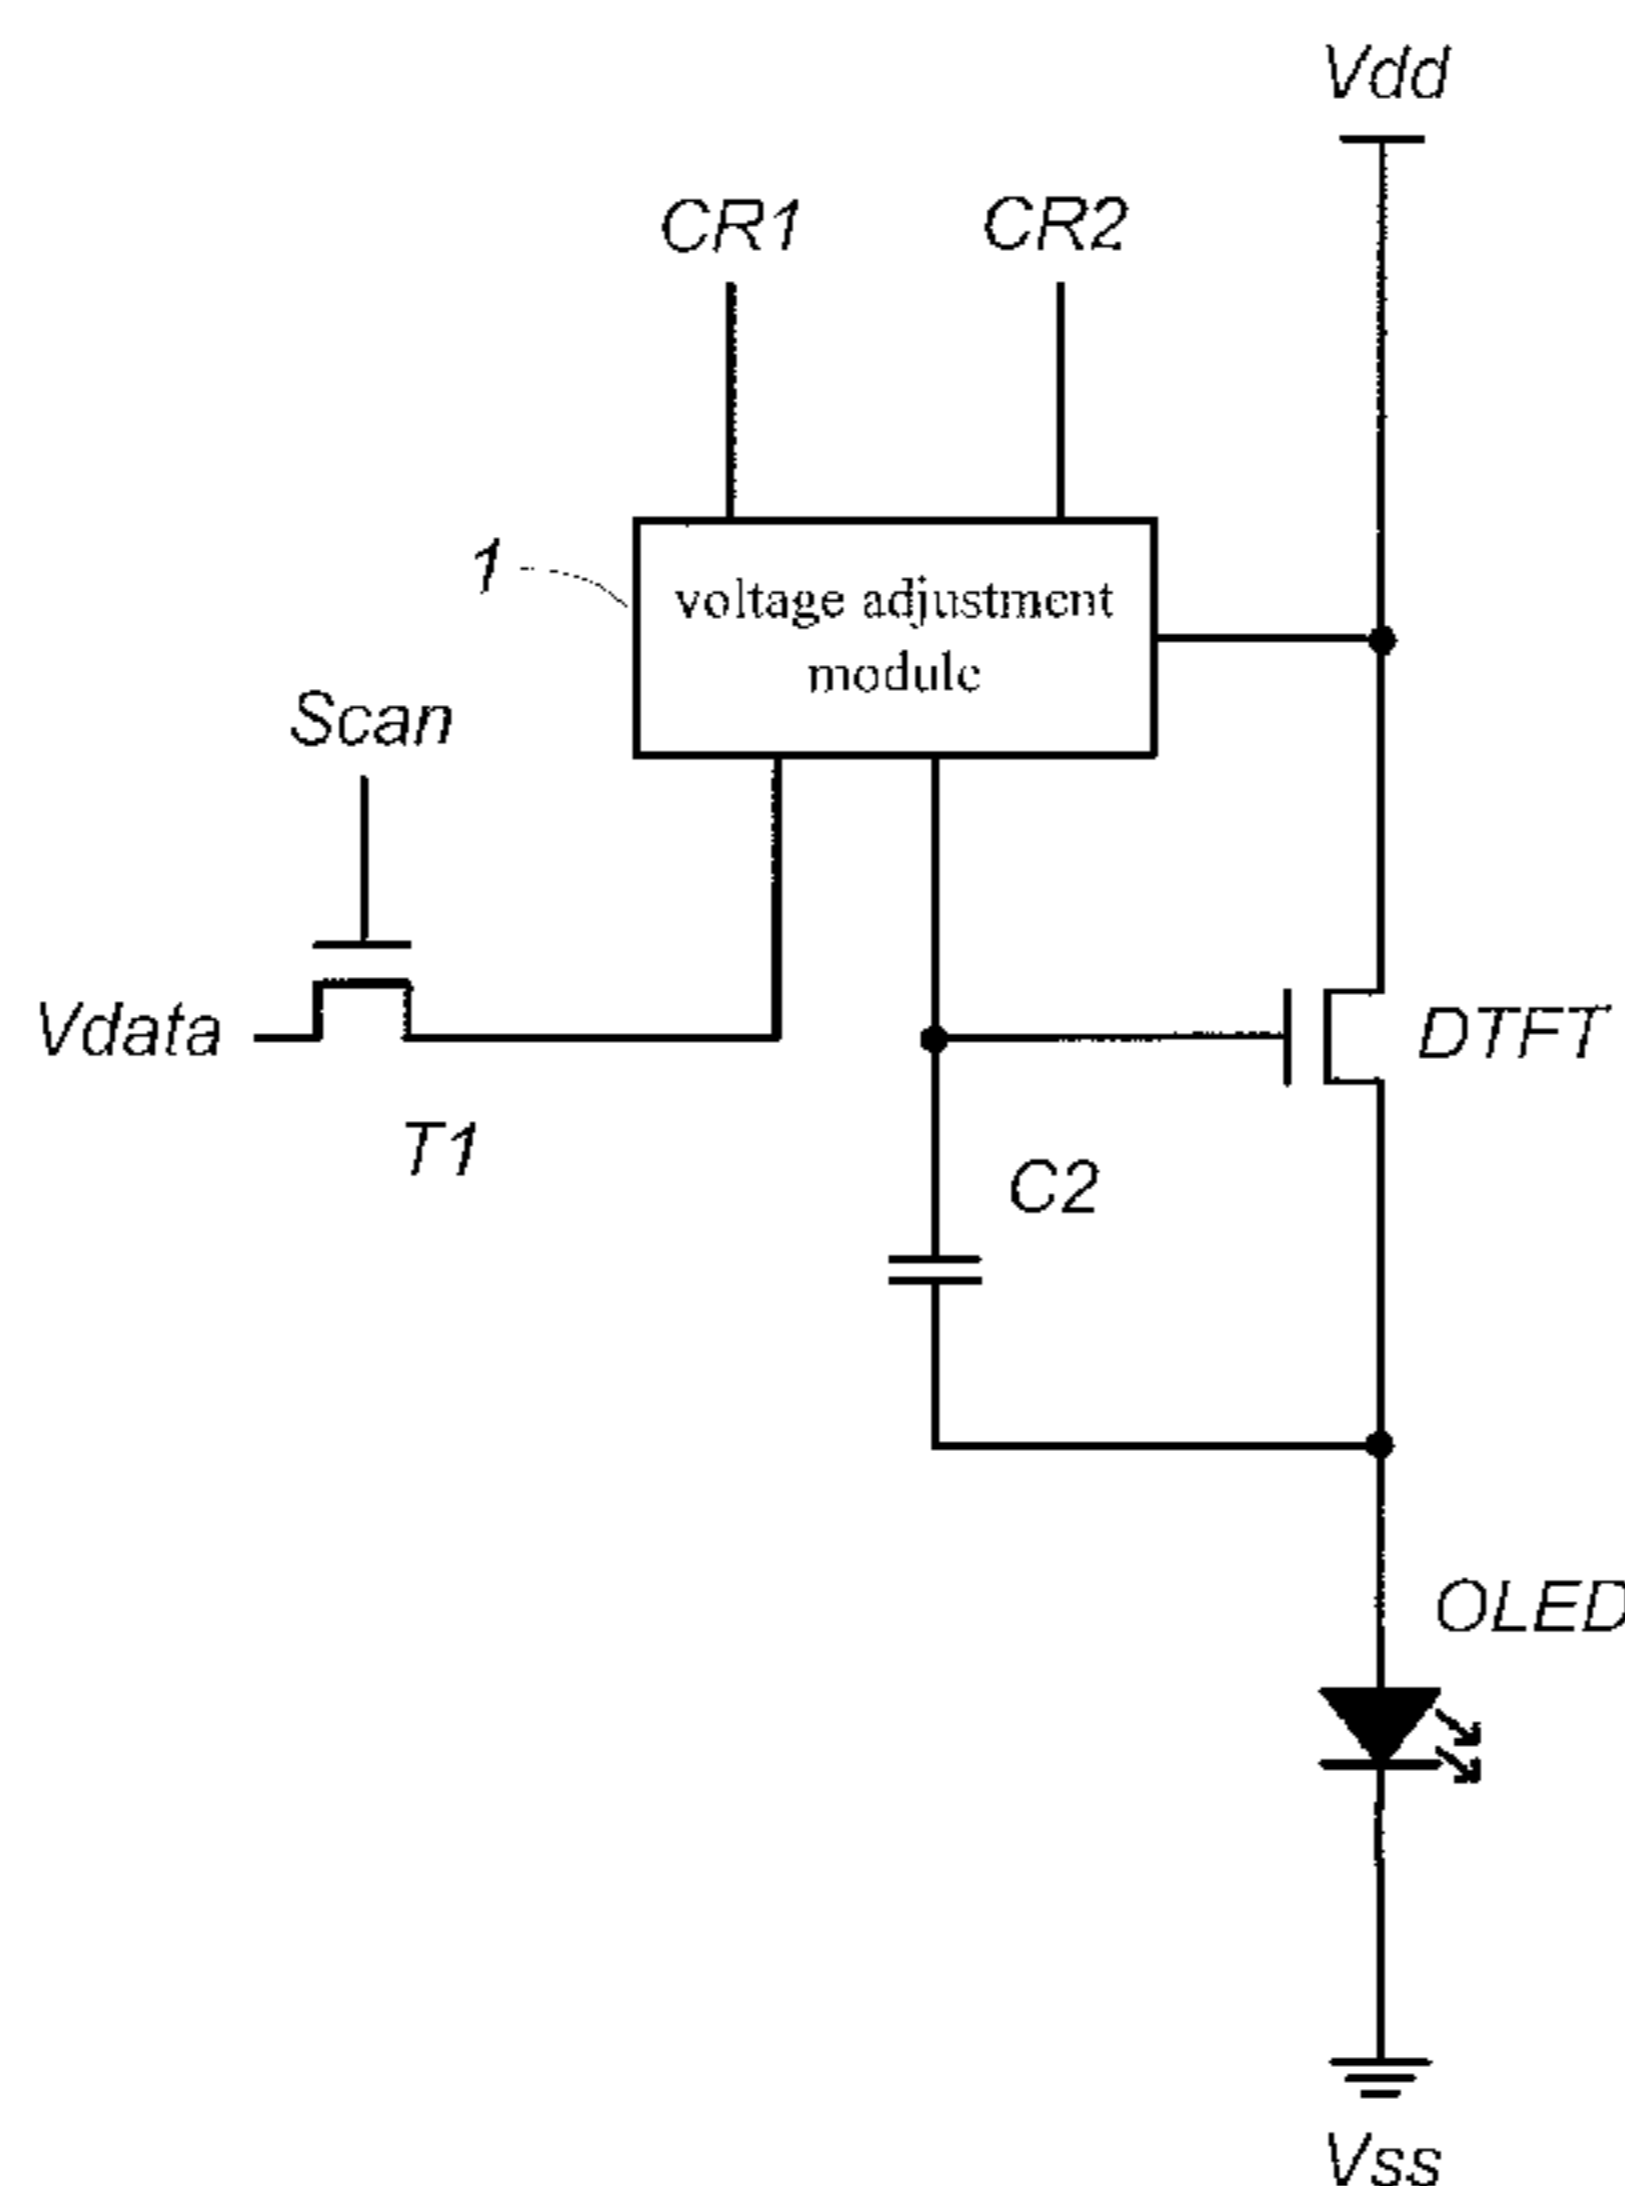 Vdd
CR1
CR2
1
voltage adjustment
module
Scan
Vdata
DTFT
T1
C2
OLED
Vss